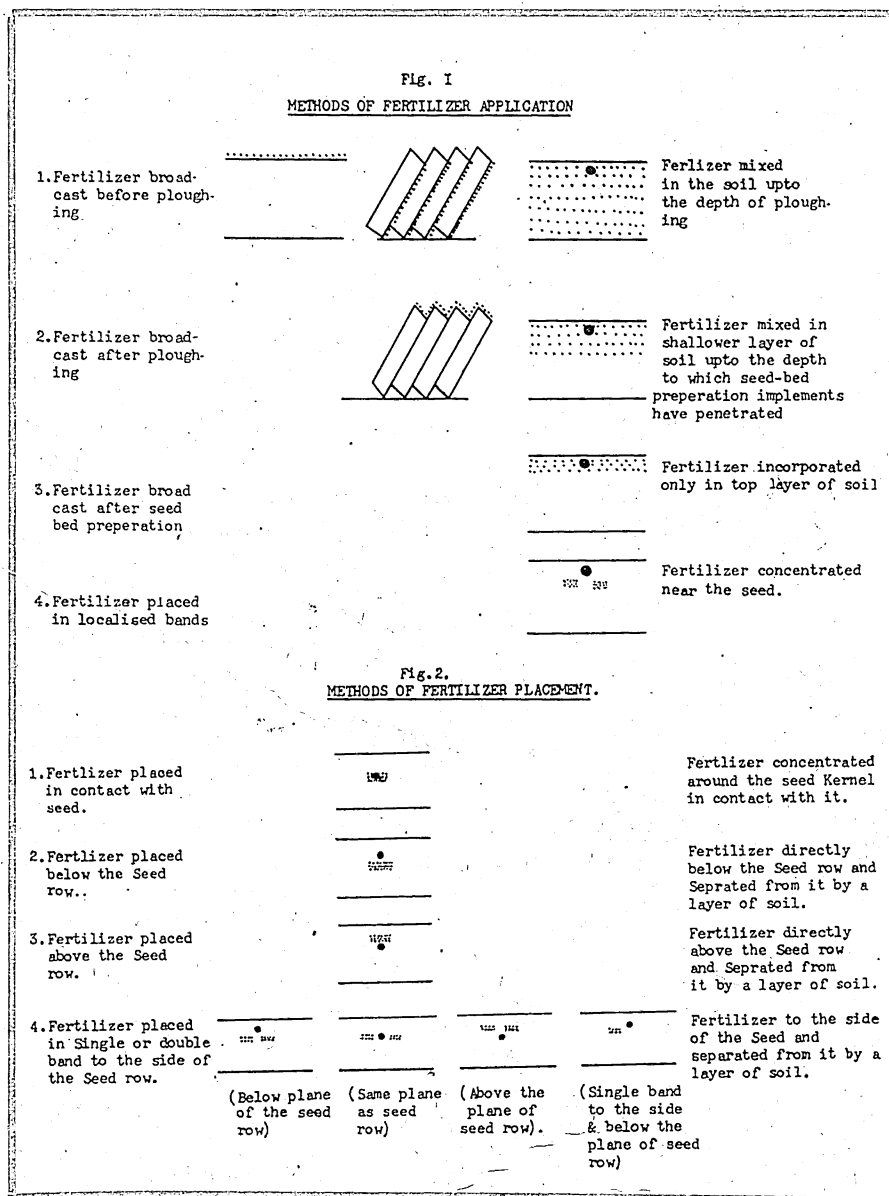 Fig. I
METHODS OF FERTILIZER APPLICATION
1.Fertilizer broad-
cast before plough-
ing
Ferlizer mixed
in the soil upto
the depth of plough-
ing
2.Fertilizer broad-
cast after plough-
ing
Fertilizer mixed in
shallower layer of
soil upto the depth
to which seed-bed
preperation implements
have penetrated
3.Fertilizer broad
cast after seed
bed preperation
Fertilizer incorporated
only in top layer of soil
4.Fertilizer placed
in localised bands
Fertilizer concentrated
near the seed.
Fig.2.
METHODS OF FERTILIZER PLACEMENT.
1.Fertlizer placed
in contact with
seed.
Fertlizer concentrated
around the seed Kernel
in contact with it.
2.Fertlizer placed
below the Seed
row..
Fertilizer directly
below the Seed row and
Seprated from it by a
layer of soil.
3.Fertilizer placed
above the Seed
row.
Fertilizer directly
above the Seed row
and Seprated from
it by a layer of soil.
4.Fertilizer placed
in Single or double
band to the side of
the Seed row.
Fertilizer to the side
of the Seed and
separated from it by a
layer of soil.
(Below plane
of the seed
row)
(Same plane
as seed
row)
(Above the
plane of
seed row).
(Single band
to the side
& below the
plane of seed
row)